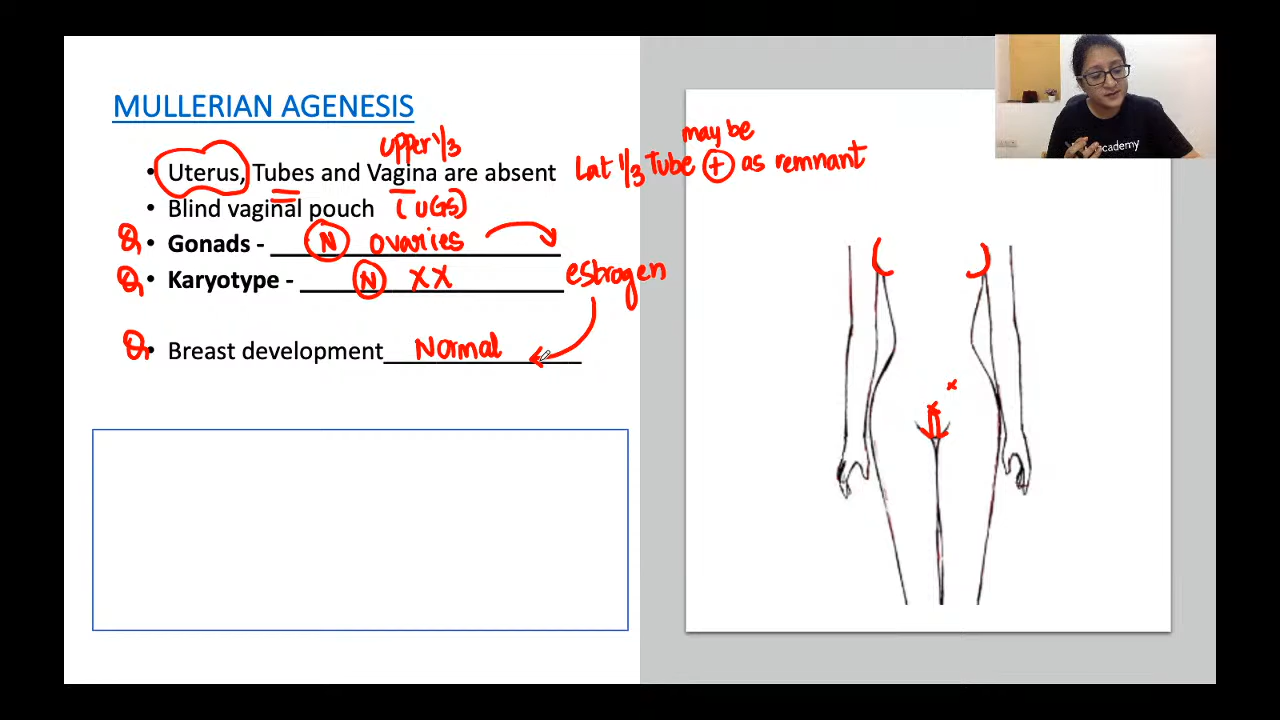 MULLERIAN AGENESIS
upper 1/3
may be
• Uterus, Tubes and Vagina are absent Lat 1/3 Tube + as remnant
• Blind vaginal pouch (UGS)
Q • Gonads - N ovaries
Q • Karyotype - N XX estrogen
Q • Breast development Normal
academy